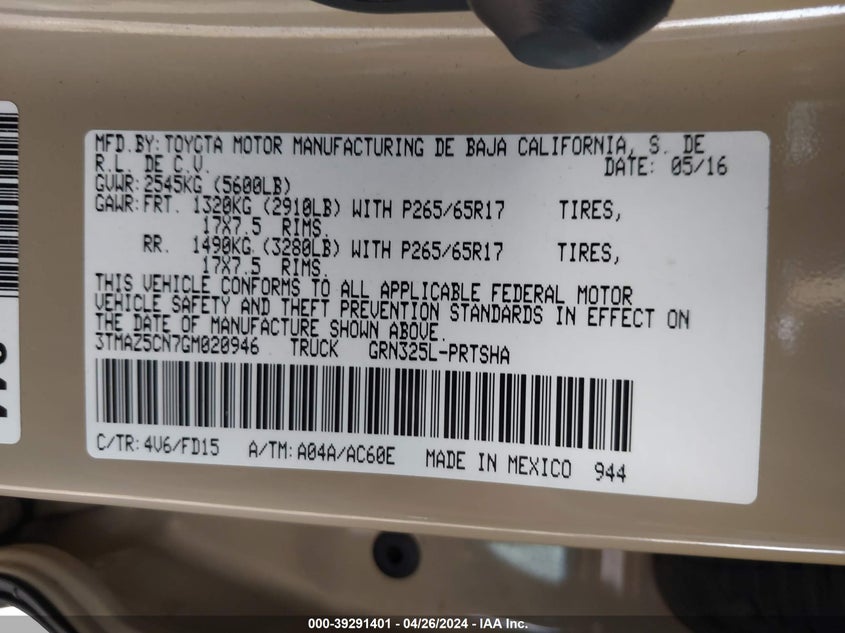 MFD.BY: TOYOTA MOTOR MANUFACTURING DE BAJA CALIFORNIA, S. DE
R.L. DE C.V. DATE: 05/16
GVWR: 2545KG (5600LB)
GAWR: FRT. 1320KG (2910LB) WITH P265/65R17 TIRES,
17X7.5 RIMS.
RR. 1490KG (3280LB) WITH P265/65R17 TIRES,
17X7.5 RIMS.
THIS VEHICLE CONFORMS TO ALL APPLICABLE FEDERAL MOTOR
VEHICLE SAFETY AND THEFT PREVENTION STANDARDS IN EFFECT ON
THE DATE OF MANUFACTURE SHOWN ABOVE.
3TMAZ5CN7GM020946 TRUCK GRN325L-PRTSHA
C/TR: 4V6/FD15 A/TM: A04A/AC60E MADE IN MEXICO 944
000-39291401 - 04/26/2024 - IAA Inc.